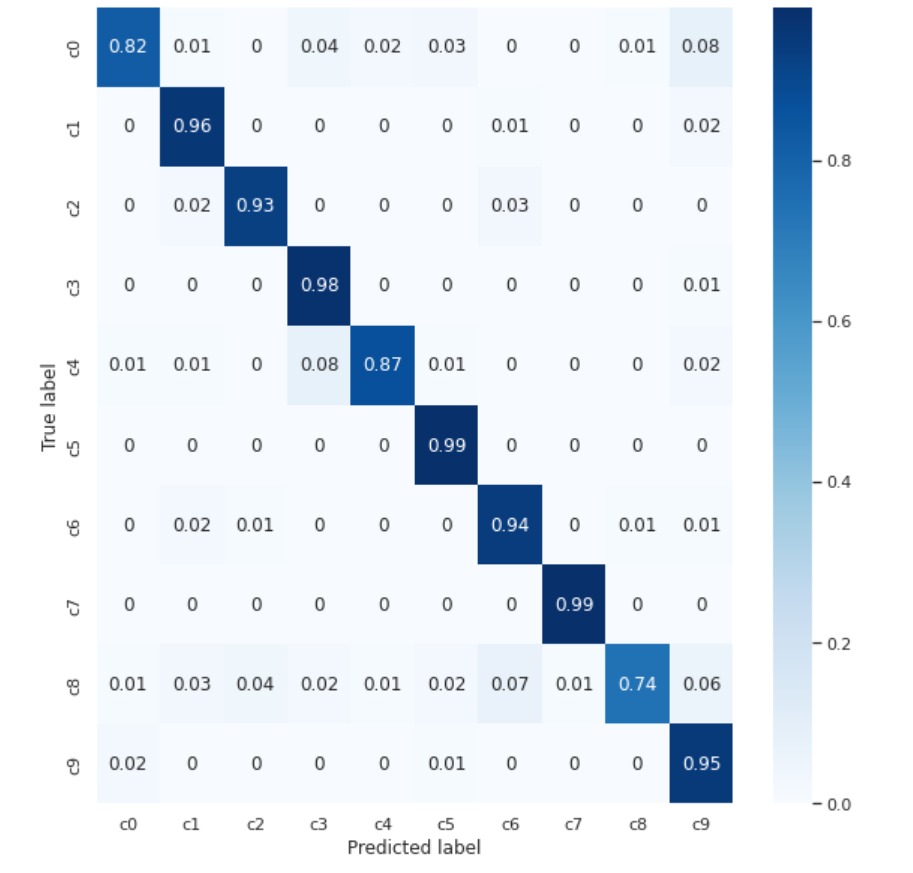 c0 0.82 0.01 0 0.04 0.02 0.03 0 0 0.01 0.08
c1 0 0.96 0 0 0 0 0.01 0 0 0.02
c2 0 0.02 0.93 0 0 0 0.03 0 0 0
c3 0 0 0 0.98 0 0 0 0 0 0.01
c4 0.01 0.01 0 0.08 0.87 0.01 0 0 0 0.02
c5 0 0 0 0 0 0.99 0 0 0 0
c6 0 0.02 0.01 0 0 0 0.94 0 0.01 0.01
c7 0 0 0 0 0 0 0 0.99 0 0
c8 0.01 0.03 0.04 0.02 0.01 0.02 0.07 0.01 0.74 0.06
c9 0.02 0 0 0 0 0.01 0 0 0 0.95
c0 c1 c2 c3 c4 c5 c6 c7 c8 c9
Predicted label
True label
0.8
0.6
0.4
0.2
0.0